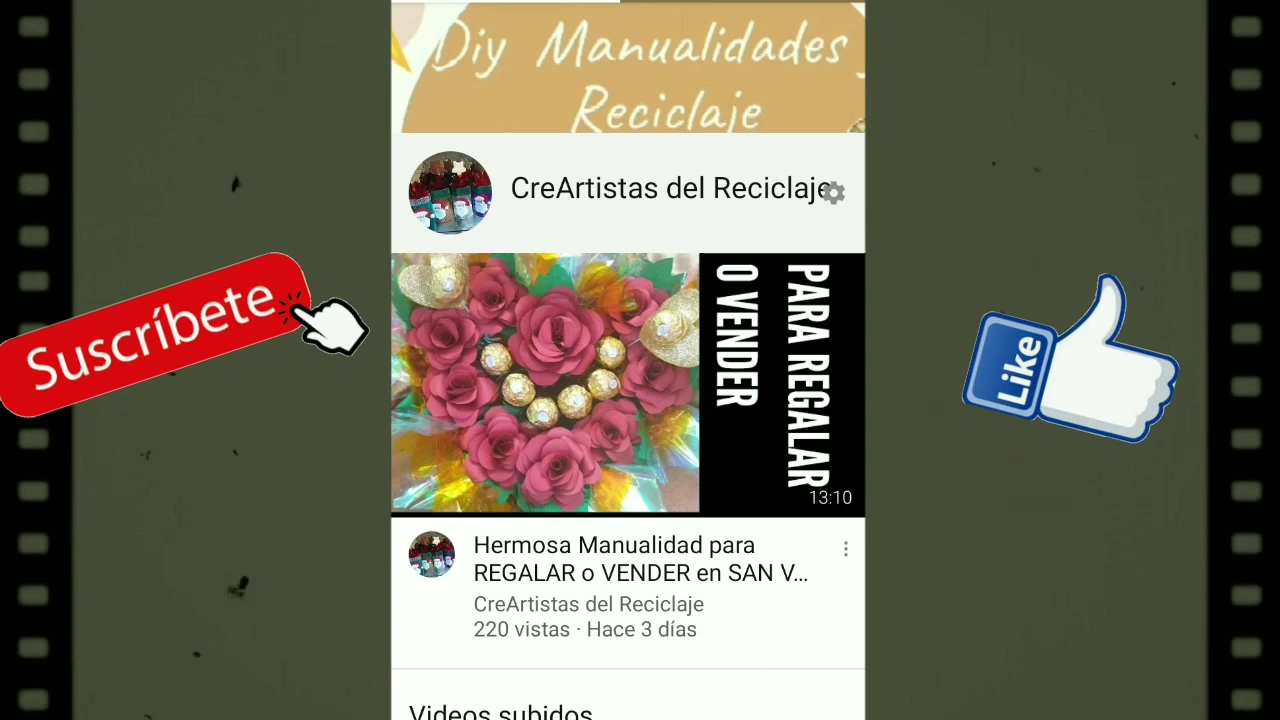 Diy Manualidades
Reciclaje
CreArtistas del Reciclaje
Suscríbete
PARA REGALAR
O VENDER
Like
13:10
Hermosa Manualidad para
REGALAR o VENDER en SAN V...
CreArtistas del Reciclaje
220 vistas · Hace 3 días
Videos subidos